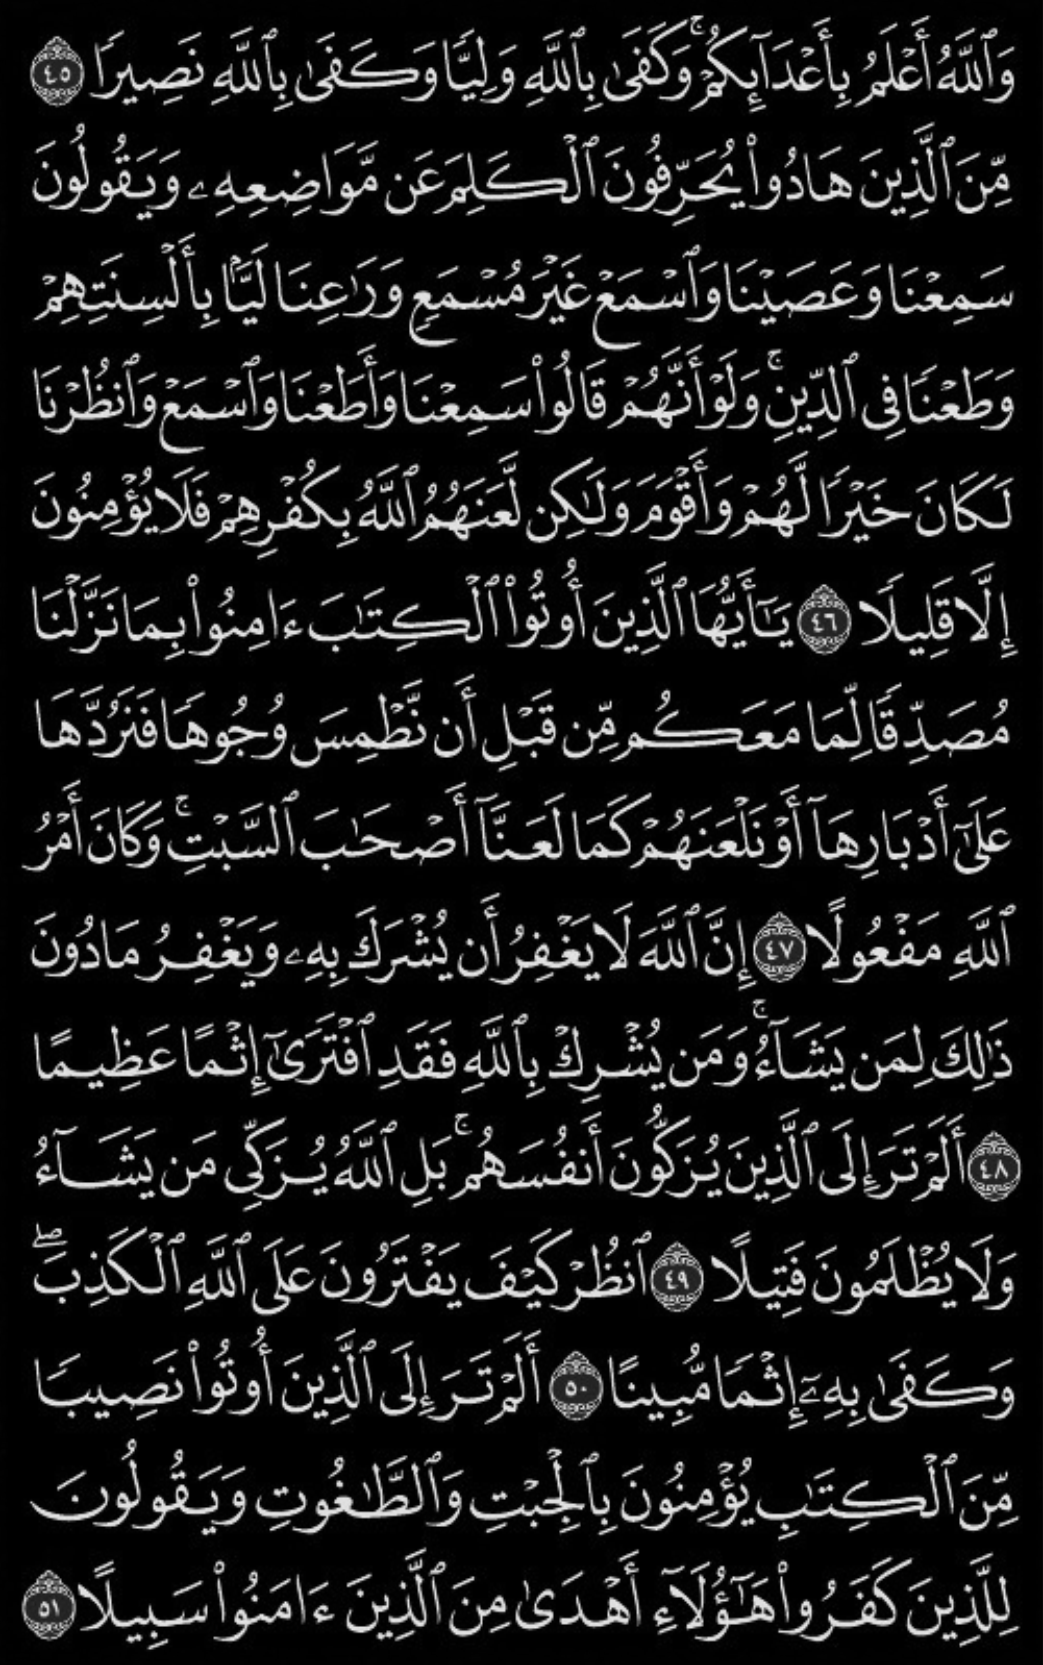 وَٱللَّهُ أَعۡلَمُ بِأَعۡدَآئِكُمۡۚ وَكَفَىٰ بِٱللَّهِ وَلِيّٗا وَكَفَىٰ بِٱللَّهِ نَصِيرٗا ٤٥
مِّنَ ٱلَّذِينَ هَادُواْ يُحَرِّفُونَ ٱلۡكَلِمَ عَن مَّوَاضِعِهِۦ وَيَقُولُونَ
سَمِعۡنَا وَعَصَيۡنَا وَٱسۡمَعۡ غَيۡرَ مُسۡمَعٖ وَرَٰعِنَا لَيَّۢا بِأَلۡسِنَتِهِمۡ
وَطَعۡنٗا فِي ٱلدِّينِۚ وَلَوۡ أَنَّهُمۡ قَالُواْ سَمِعۡنَا وَأَطَعۡنَا وَٱسۡمَعۡ وَٱنظُرۡنَا
لَكَانَ خَيۡرٗا لَّهُمۡ وَأَقۡوَمَ وَلَٰكِن لَّعَنَهُمُ ٱللَّهُ بِكُفۡرِهِمۡ فَلَا يُؤۡمِنُونَ
إِلَّا قَلِيلٗا ٤٦ يَٰٓأَيُّهَا ٱلَّذِينَ أُوتُواْ ٱلۡكِتَٰبَ ءَامِنُواْ بِمَا نَزَّلۡنَا
مُصَدِّقٗا لِّمَا مَعَكُم مِّن قَبۡلِ أَن نَّطۡمِسَ وُجُوهٗا فَنَرُدَّهَا
عَلَىٰٓ أَدۡبَارِهَآ أَوۡ نَلۡعَنَهُمۡ كَمَا لَعَنَّآ أَصۡحَٰبَ ٱلسَّبۡتِۚ وَكَانَ أَمۡرُ
ٱللَّهِ مَفۡعُولًا ٤٧ إِنَّ ٱللَّهَ لَا يَغۡفِرُ أَن يُشۡرَكَ بِهِۦ وَيَغۡفِرُ مَا دُونَ
ذَٰلِكَ لِمَن يَشَآءُۚ وَمَن يُشۡرِكۡ بِٱللَّهِ فَقَدِ ٱفۡتَرَىٰٓ إِثۡمًا عَظِيمًا
٤٨ أَلَمۡ تَرَ إِلَى ٱلَّذِينَ يُزَكُّونَ أَنفُسَهُمۚ بَلِ ٱللَّهُ يُزَكِّي مَن يَشَآءُ
وَلَا يُظۡلَمُونَ فَتِيلًا ٤٩ ٱنظُرۡ كَيۡفَ يَفۡتَرُونَ عَلَى ٱللَّهِ ٱلۡكَذِبَۖ
وَكَفَىٰ بِهِۦٓ إِثۡمٗا مُّبِينًا ٥٠ أَلَمۡ تَرَ إِلَى ٱلَّذِينَ أُوتُواْ نَصِيبٗا
مِّنَ ٱلۡكِتَٰبِ يُؤۡمِنُونَ بِٱلۡجِبۡتِ وَٱلطَّٰغُوتِ وَيَقُولُونَ
لِلَّذِينَ كَفَرُواْ هَٰٓؤُلَآءِ أَهۡدَىٰ مِنَ ٱلَّذِينَ ءَامَنُواْ سَبِيلًا ٥١